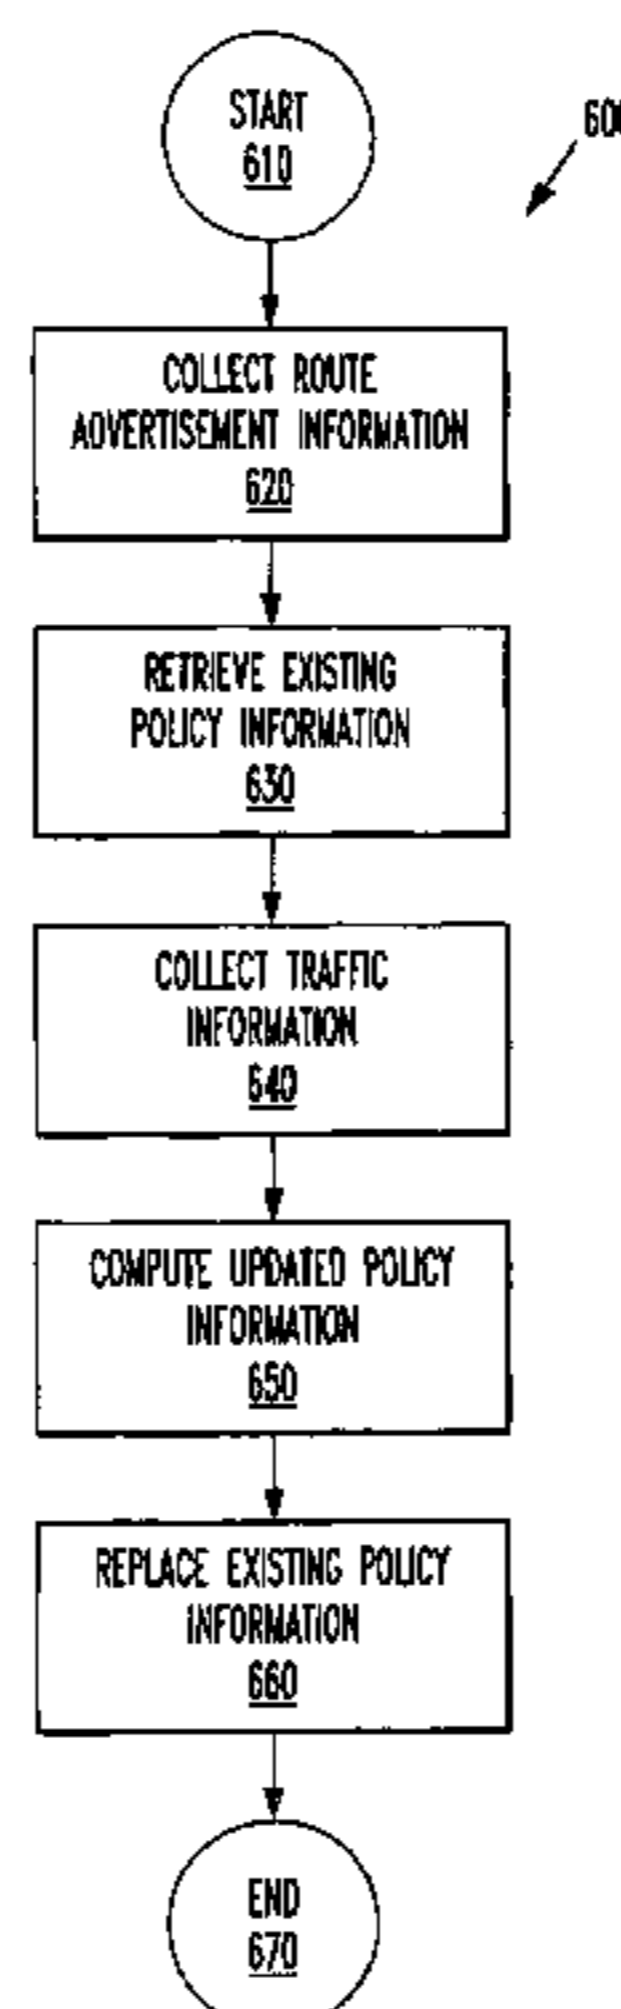 START
610
600
COLLECT ROUTE
ADVERTISEMENT INFORMATION
620
RETRIEVE EXISTING
POLICY INFORMATION
630
COLLECT TRAFFIC
INFORMATION
640
COMPUTE UPDATED POLICY
INFORMATION
650
REPLACE EXISTING POLICY
INFORMATION
660
END
670